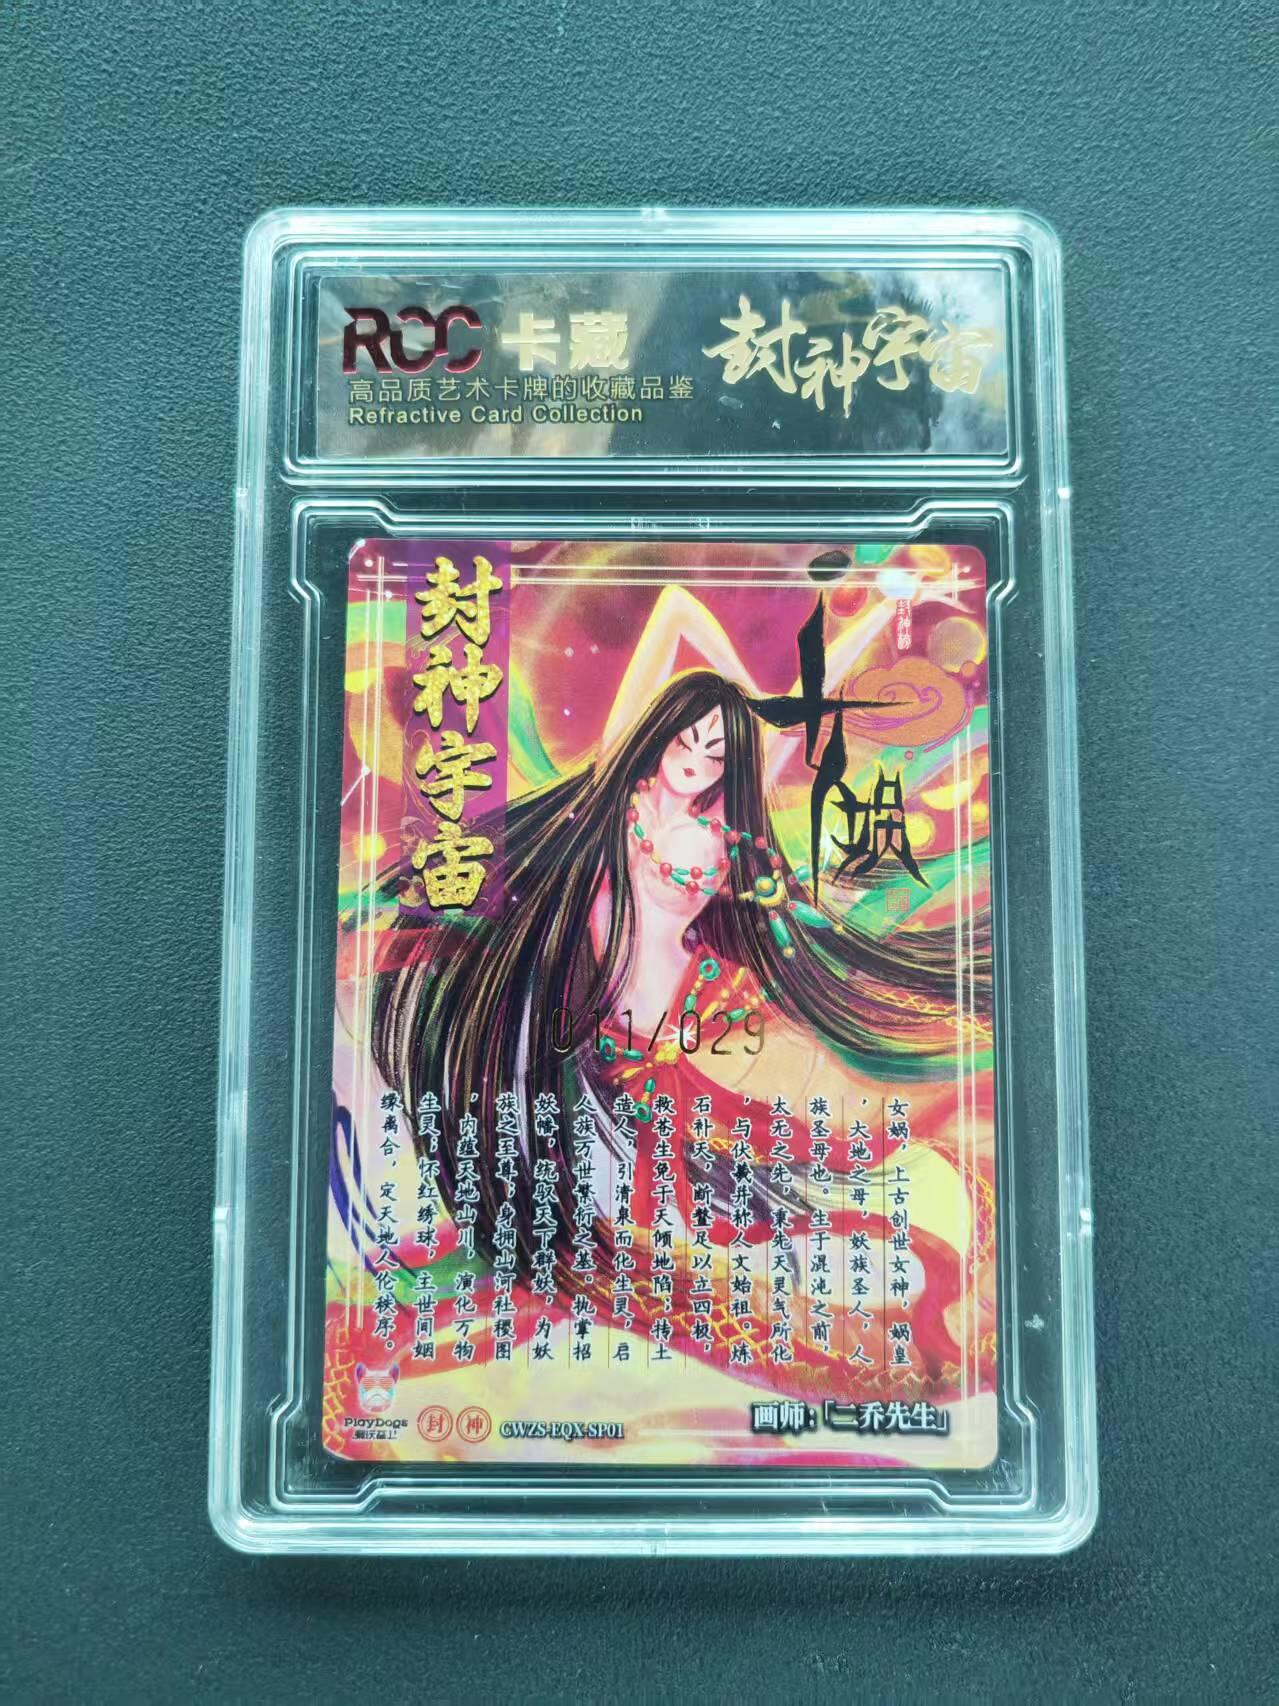 RCC 卡藏
高品质艺术卡牌的收藏品鉴
Refractive Card Collection
封神宇宙
封神宇宙
封神榜
女娲
011/029
女娲，上古创世女神，娲皇
，大地之母，妖族圣人，人
族圣母也。生于混沌之前，
太无之先，秉先天灵气所化
，与伏羲并称人文始祖。炼
石补天，断鳌足以立四极，
救苍生免于天倾地陷；抟土
造人，引清泉而化生灵，启
人族万世繁衍之基。执掌招
妖幡，统驭天下群妖，为妖
族之至尊；身拥山河社稷图
，内蕴天地山川，演化万物
生灵；怀红绣球，主世间姻
缘离合，定天地人伦秩序。
PlayDogs
封神
CWZS-EQX-SP01
画师：「二乔先生」